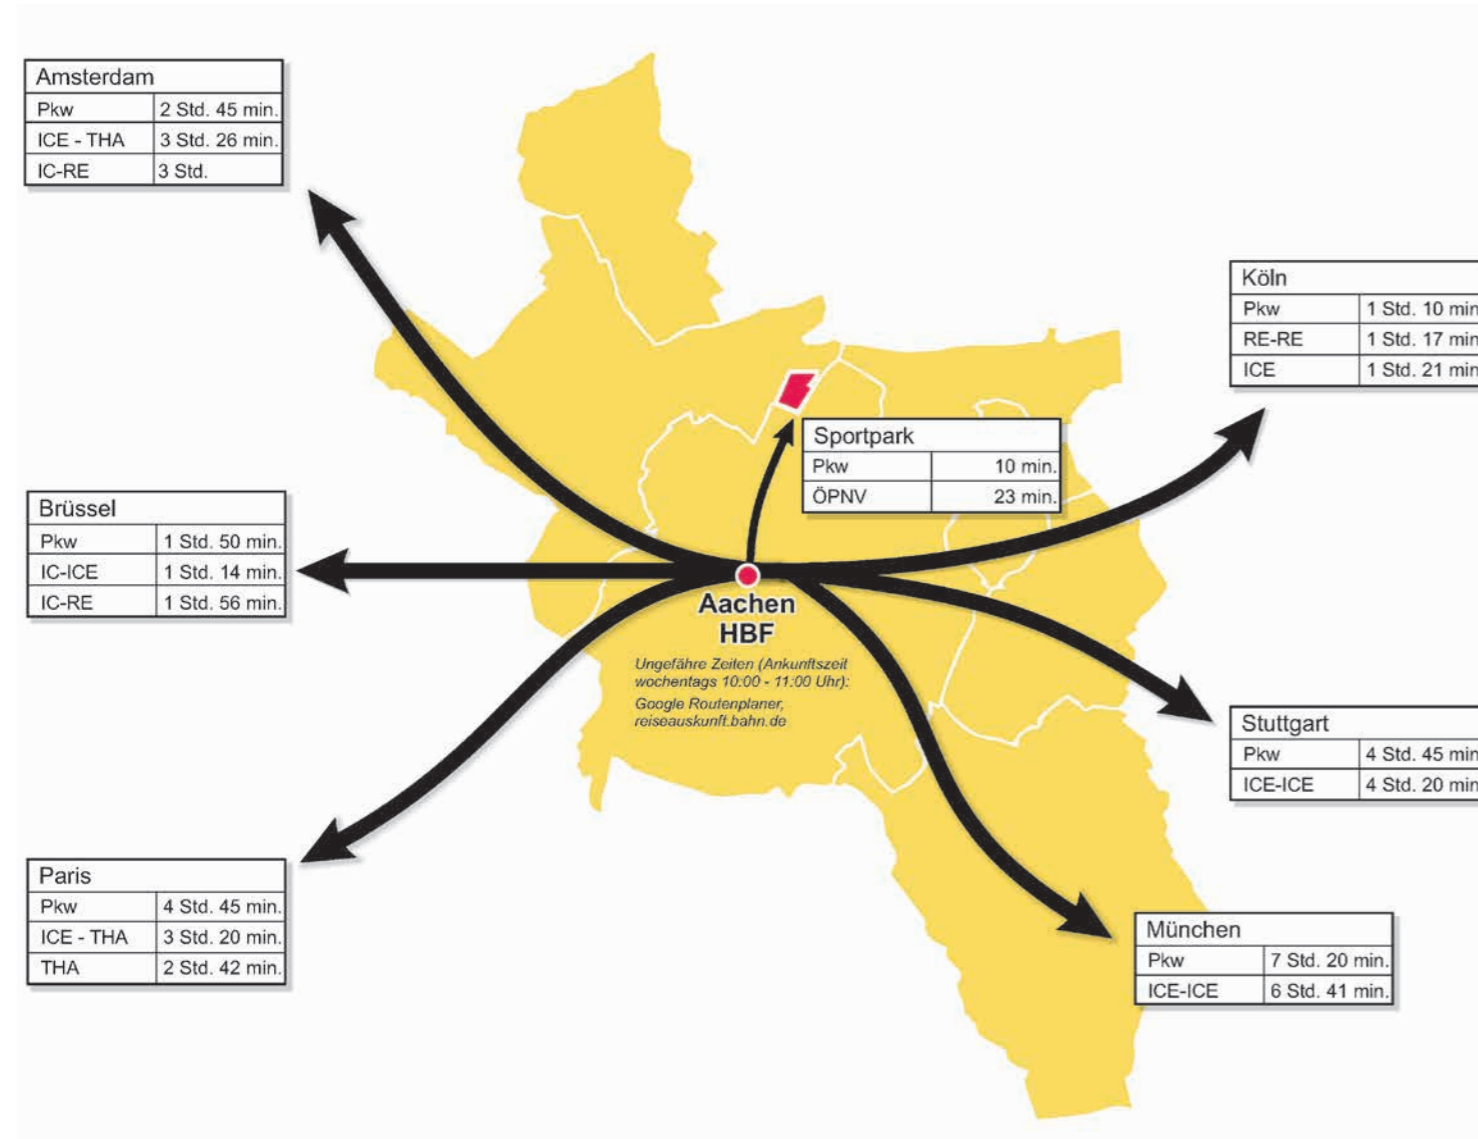 Amsterdam
Pkw 2 Std. 45 min.
ICE - THA 3 Std. 26 min.
IC-RE 3 Std.
Köln
Pkw 1 Std. 10 min
RE-RE 1 Std. 17 min
ICE 1 Std. 21 min
Sportpark
Pkw 10 min.
ÖPNV 23 min.
Brüssel
Pkw 1 Std. 50 min.
IC-ICE 1 Std. 14 min.
IC-RE 1 Std. 56 min.
Aachen
HBF
Ungefähre Zeiten (Ankunftszeit
wochentags 10:00 - 11:00 Uhr):
Google Routenplaner,
reiseauskunft.bahn.de
Stuttgart
Pkw 4 Std. 45 min
ICE-ICE 4 Std. 20 min
Paris
Pkw 4 Std. 45 min.
ICE - THA 3 Std. 20 min.
THA 2 Std. 42 min.
München
Pkw 7 Std. 20 min.
ICE-ICE 6 Std. 41 min.